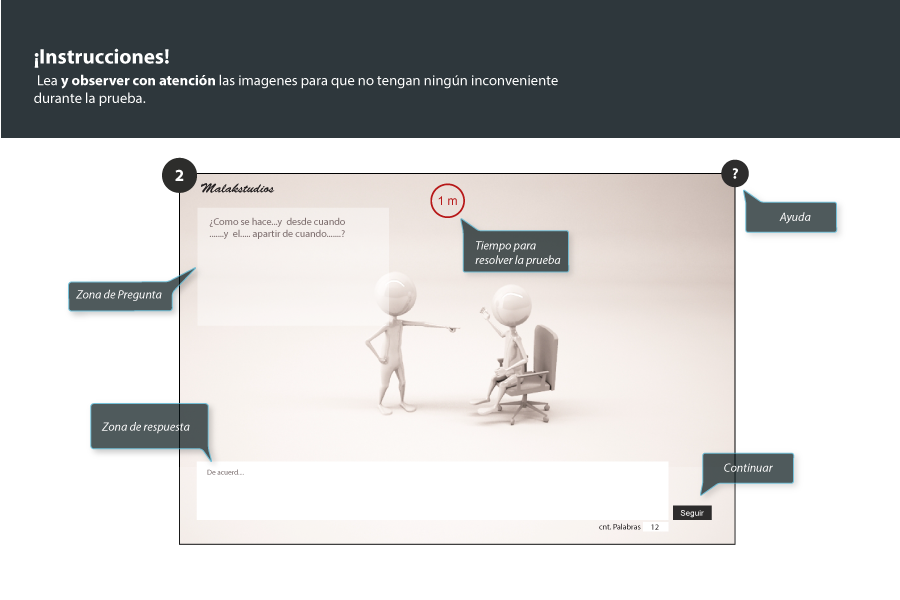 ¡Instrucciones!
Lea y observer con atención las imagenes para que no tengan ningún inconveniente
durante la prueba.
2
Malakstudios
?
1 m
¿Como se hace...y desde cuando
.......y el..... apartir de cuando.......?
Ayuda
Tiempo para
resolver la prueba
Zona de Pregunta
Zona de respuesta
De acuerd....
Continuar
Seguir
cnt. Palabras 12